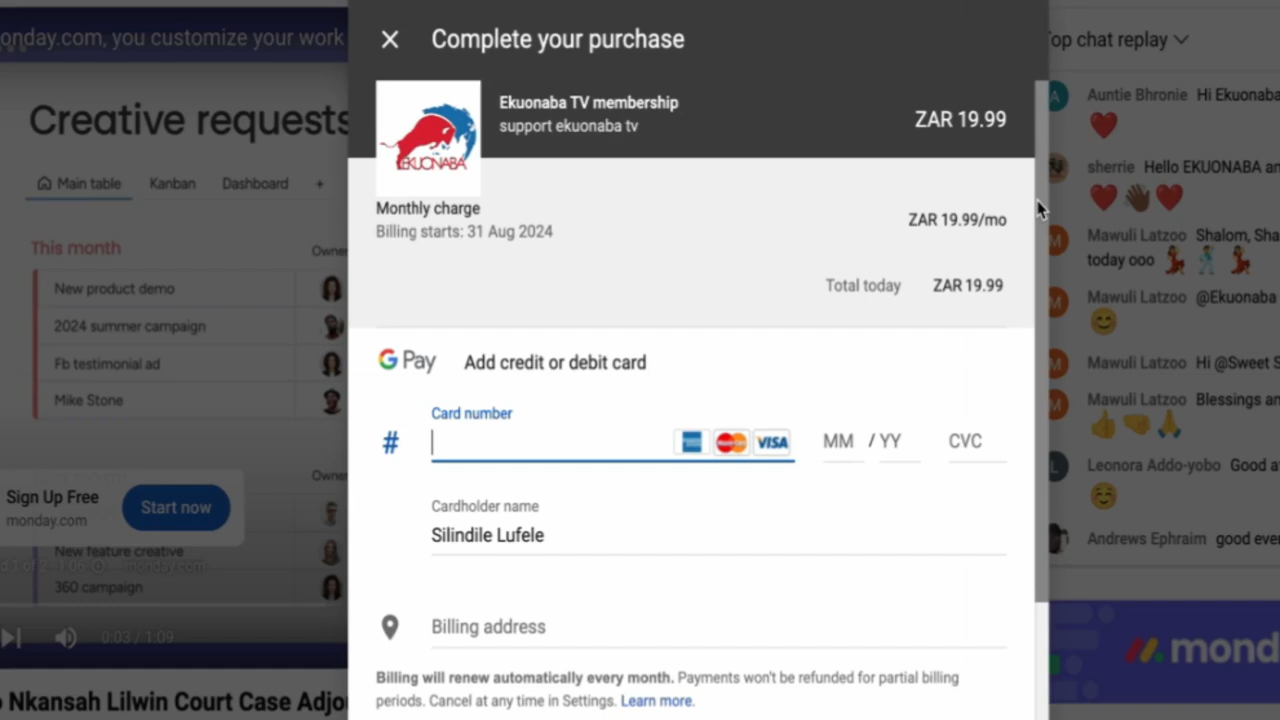 onday.com, you customize your work
Creative requests
Main table Kanban Dashboard +
This month
Owner
New product demo
2024 summer campaign
Fb testimonial ad
Mike Stone
Owner
Sign Up Free
monday.com
Start now
New feature creative
monday.com
360 campaign
0:03 / 1:09
Nkansah Lilwin Court Case Adjo
Complete your purchase
EKUONABA
Ekuonaba TV membership
support ekuonaba tv
ZAR 19.99
Monthly charge
Billing starts: 31 Aug 2024
ZAR 19.99/mo
Total today ZAR 19.99
G Pay Add credit or debit card
Card number
# VISA MM / YY CVC
Cardholder name
Silindile Lufele
Billing address
Billing will renew automatically every month. Payments won't be refunded for partial billing
periods. Cancel at any time in Settings. Learn more.
op chat replay
A Auntie Bhronie Hi Ekuonaba
sherrie Hello EKUONABA an
M Mawuli Latzoo Shalom, Sha
today ooo
M Mawuli Latzoo @Ekuonaba
M Mawuli Latzoo Hi @Sweet S
M Mawuli Latzoo Blessings an
L Leonora Addo-yobo Good a
Andrews Ephraim good eve
mond